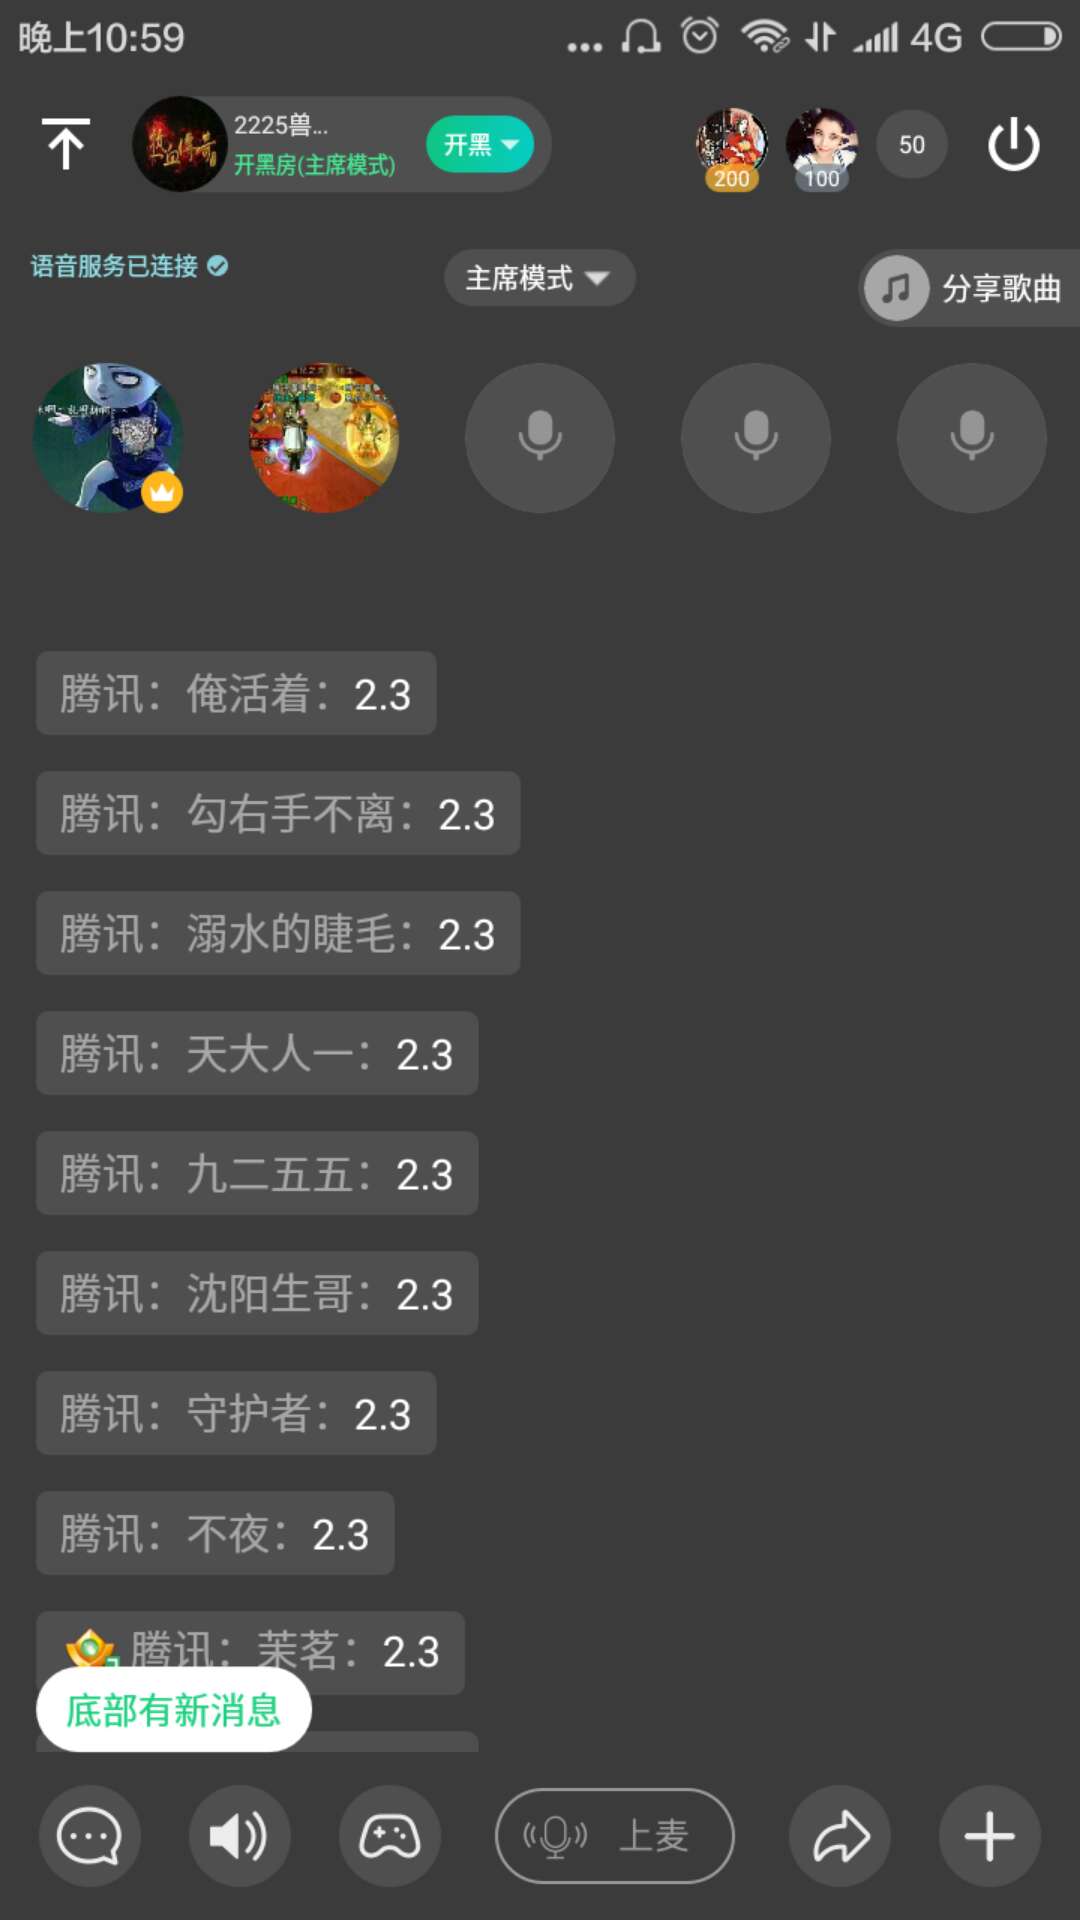 晚上10:59
4G
热血传奇
2225兽...
开黑房(主席模式)
开黑
200
100
50
语音服务已连接
主席模式
分享歌曲
腾讯：俺活着：2.3
腾讯：勾右手不离：2.3
腾讯：溺水的睫毛：2.3
腾讯：天大人一：2.3
腾讯：九二五五：2.3
腾讯：沈阳生哥：2.3
腾讯：守护者：2.3
腾讯：不夜：2.3
腾讯：茉茗：2.3
底部有新消息
上麦